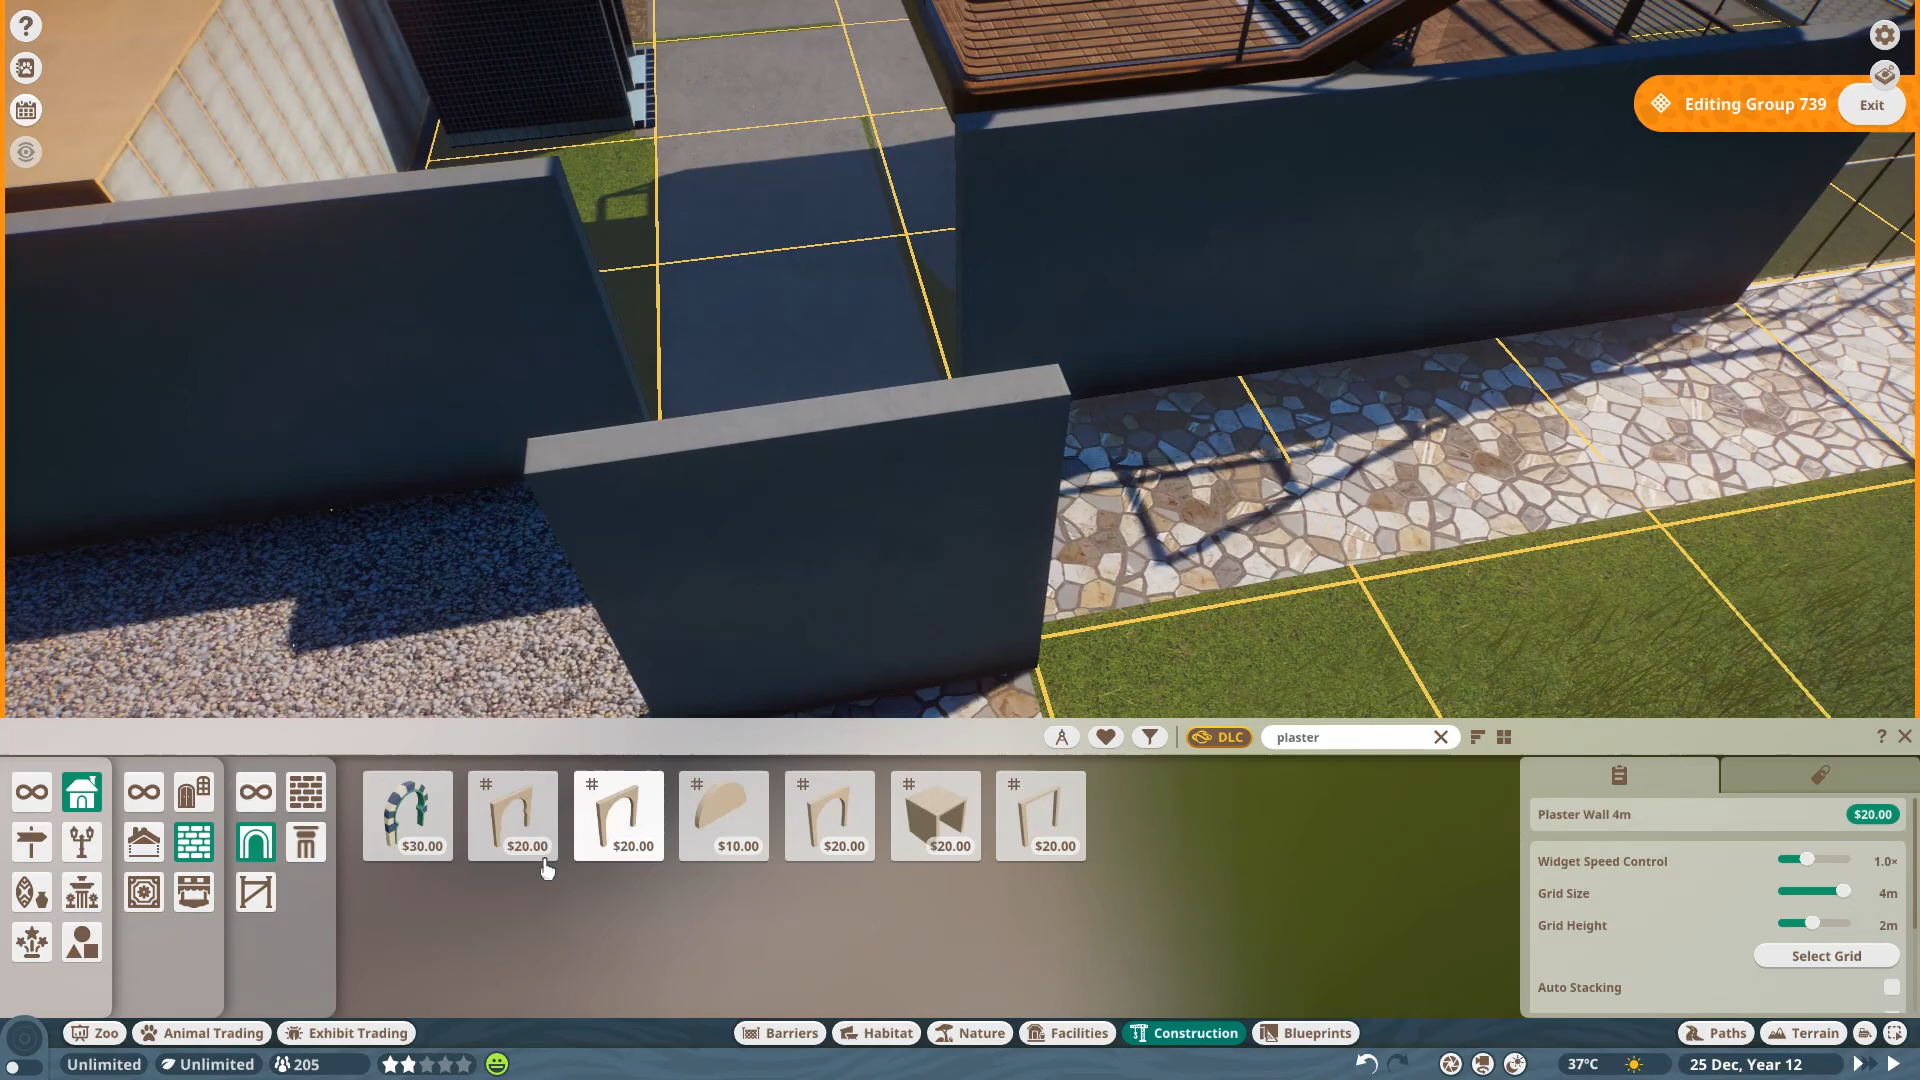 ?
Editing Group 739
Exit
DLC
plaster
?
$30.00
$20.00
$20.00
$10.00
$20.00
$20.00
$20.00
Plaster Wall 4m
$20.00
Widget Speed Control
1.0×
Grid Size
4m
Grid Height
2m
Select Grid
Auto Stacking
Zoo
Animal Trading
Exhibit Trading
Barriers
Habitat
Nature
Facilities
Construction
Blueprints
Paths
Terrain
Unlimited
Unlimited
205
37°C
25 Dec, Year 12